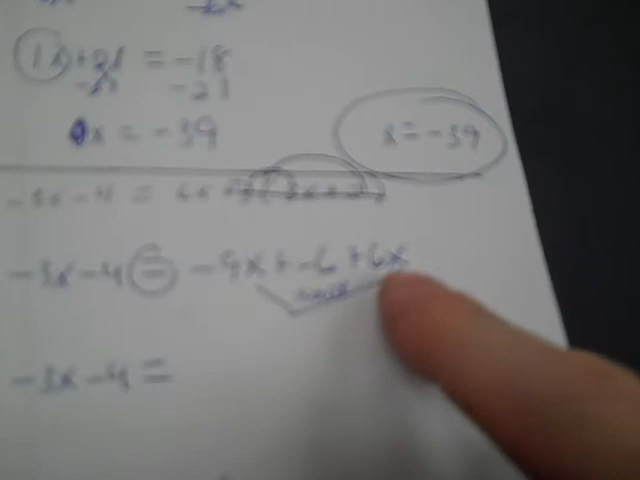 1x+21 = -18
-21 -21
x = -39
x = -39
-3x-4 =
-3x-4 = -9x+-6+6x
-3x-4 =